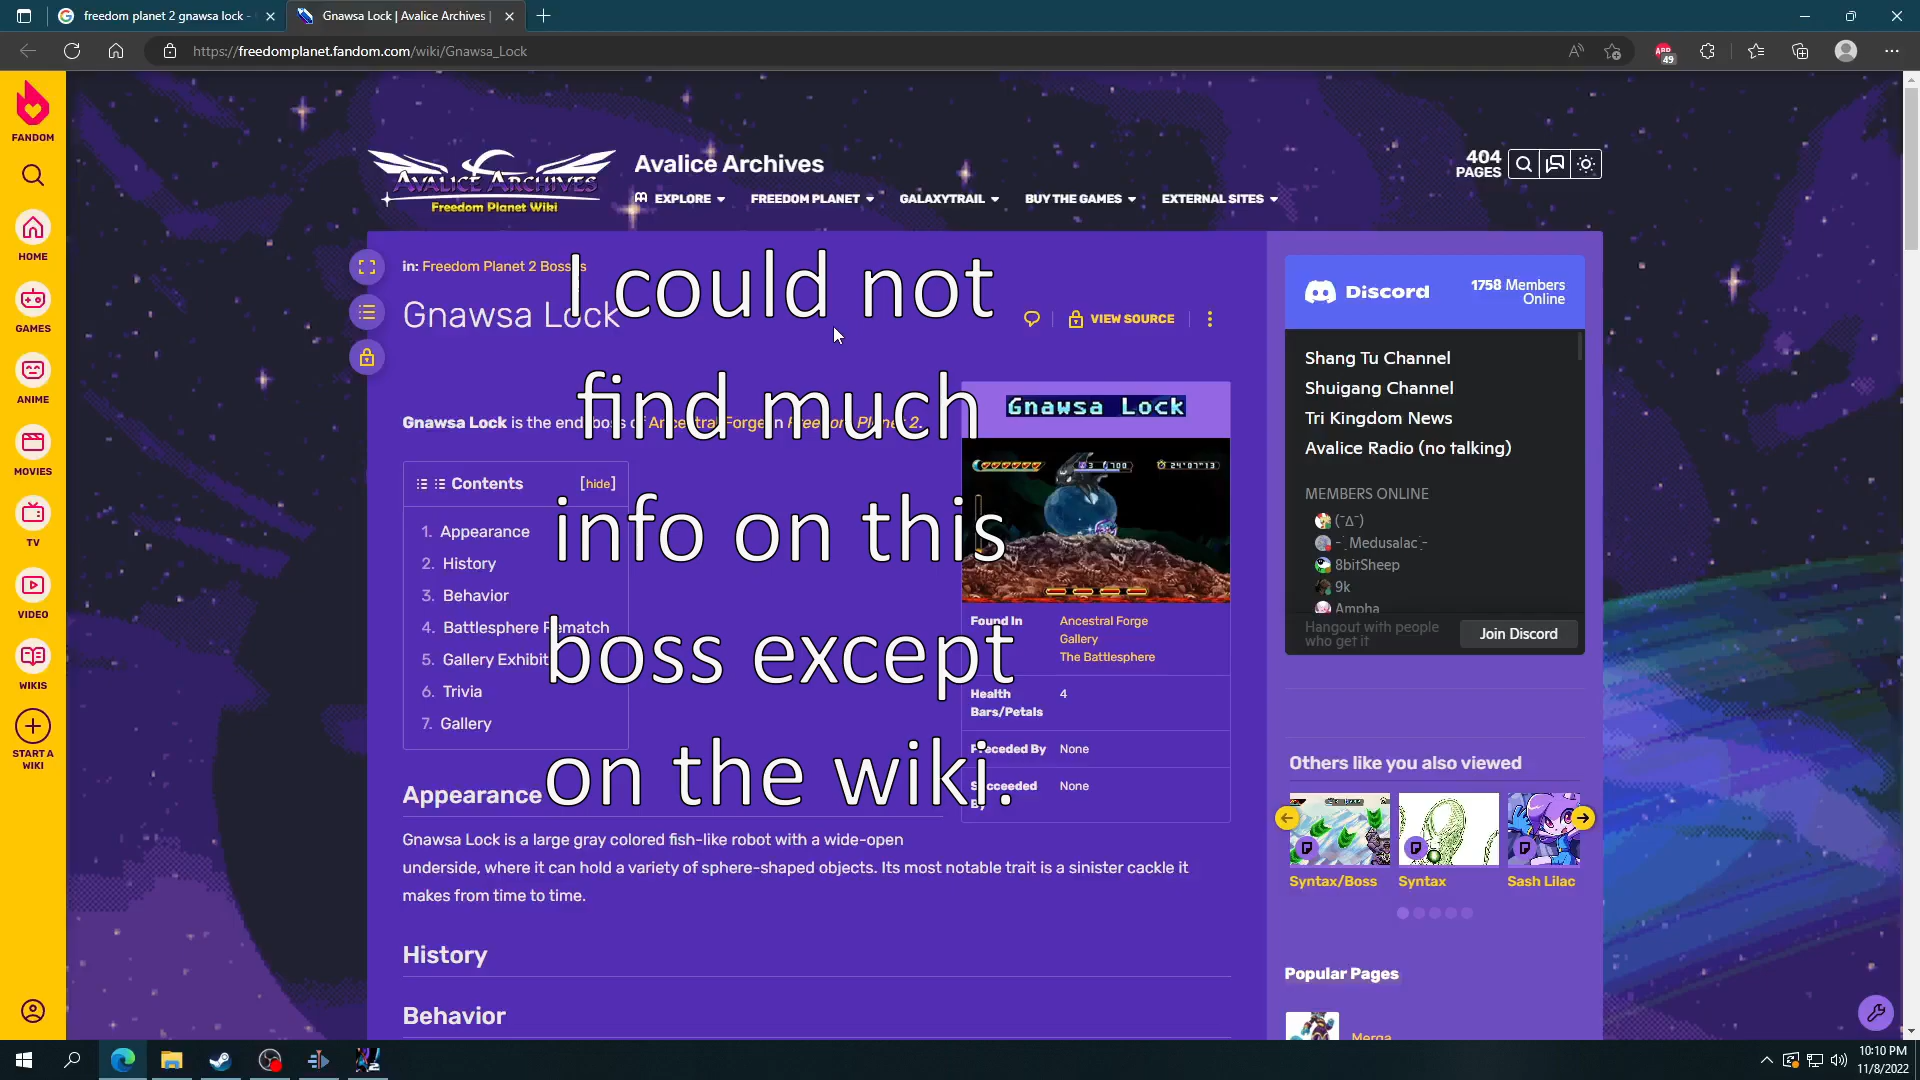 freedom planet 2 gnawsa lock -
Gnawsa Lock | Avalice Archives |
https://freedomplanet.fandom.com/wiki/Gnawsa_Lock
49
FANDOM
HOME
GAMES
ANIME
MOVIES
TV
VIDEO
WIKIS
START A
WIKI
AVALICE ARCHIVES
Freedom Planet Wiki
Avalice Archives
EXPLORE
FREEDOM PLANET
GALAXYTRAIL
BUY THE GAMES
EXTERNAL SITES
404
PAGES
I could not
find much
info on this
boss except
on the wiki.
in: Freedom Planet 2 Bosses
Gnawsa Lock
VIEW SOURCE
Gnawsa Lock is the end boss of Ancestral Forge in Freedom Planet 2.
Contents [hide]
1. Appearance
2. History
3. Behavior
4. Battlesphere Rematch
5. Gallery Exhibit
6. Trivia
7. Gallery
Gnawsa Lock
24'07"13
Found In
Ancestral Forge
Gallery
The Battlesphere
Health
Bars/Petals
4
Preceded By None
Succeeded
By
None
Appearance
Gnawsa Lock is a large gray colored fish-like robot with a wide-open
underside, where it can hold a variety of sphere-shaped objects. Its most notable trait is a sinister cackle it
makes from time to time.
History
Behavior
Discord
1758 Members
Online
Shang Tu Channel
Shuigang Channel
Tri Kingdom News
Avalice Radio (no talking)
MEMBERS ONLINE
8bitSheep
9k
Ampha
Hangout with people
who get it
Join Discord
Others like you also viewed
Syntax/Boss
Syntax
Sash Lilac
Popular Pages
Merga
10:10 PM
11/8/2022